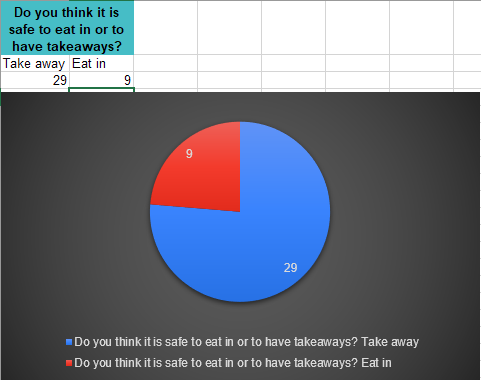 Do you think it is
safe to eat in or to
have takeaways?
Take away Eat in
29 9
9
29
Do you think it is safe to eat in or to have takeaways? Take away
Do you think it is safe to eat in or to have takeaways? Eat in